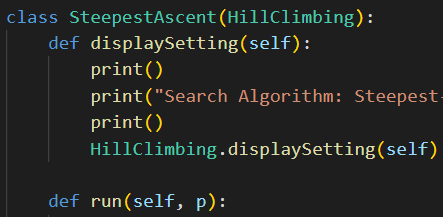 class SteepestAscent(HillClimbing):
    def displaySetting(self):
        print()
        print("Search Algorithm: Steepest-
        print()
        HillClimbing.displaySetting(self)
    def run(self, p):